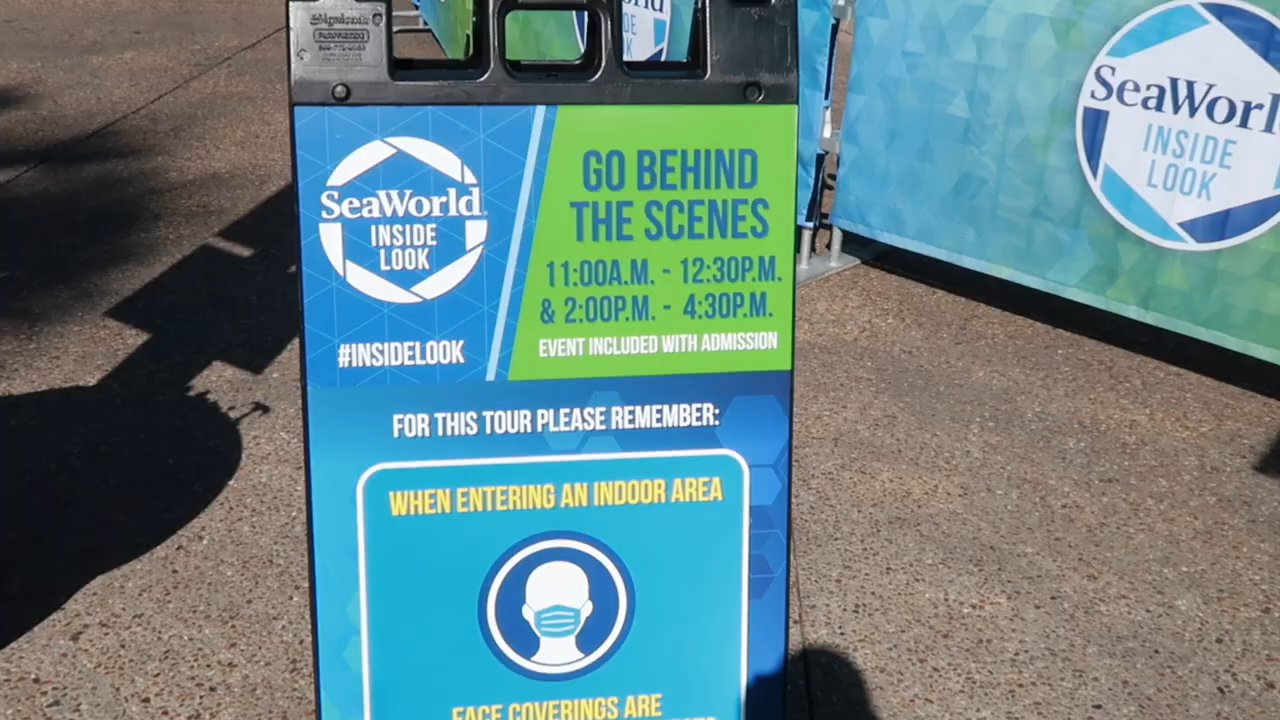 SeaWorld
INSIDE
LOOK
#INSIDELOOK
GO BEHIND
THE SCENES
11:00A.M. - 12:30P.M.
& 2:00P.M. - 4:30P.M.
EVENT INCLUDED WITH ADMISSION
FOR THIS TOUR PLEASE REMEMBER:
WHEN ENTERING AN INDOOR AREA
FACE COVERINGS ARE
SeaWorl
INSIDE
LOOK